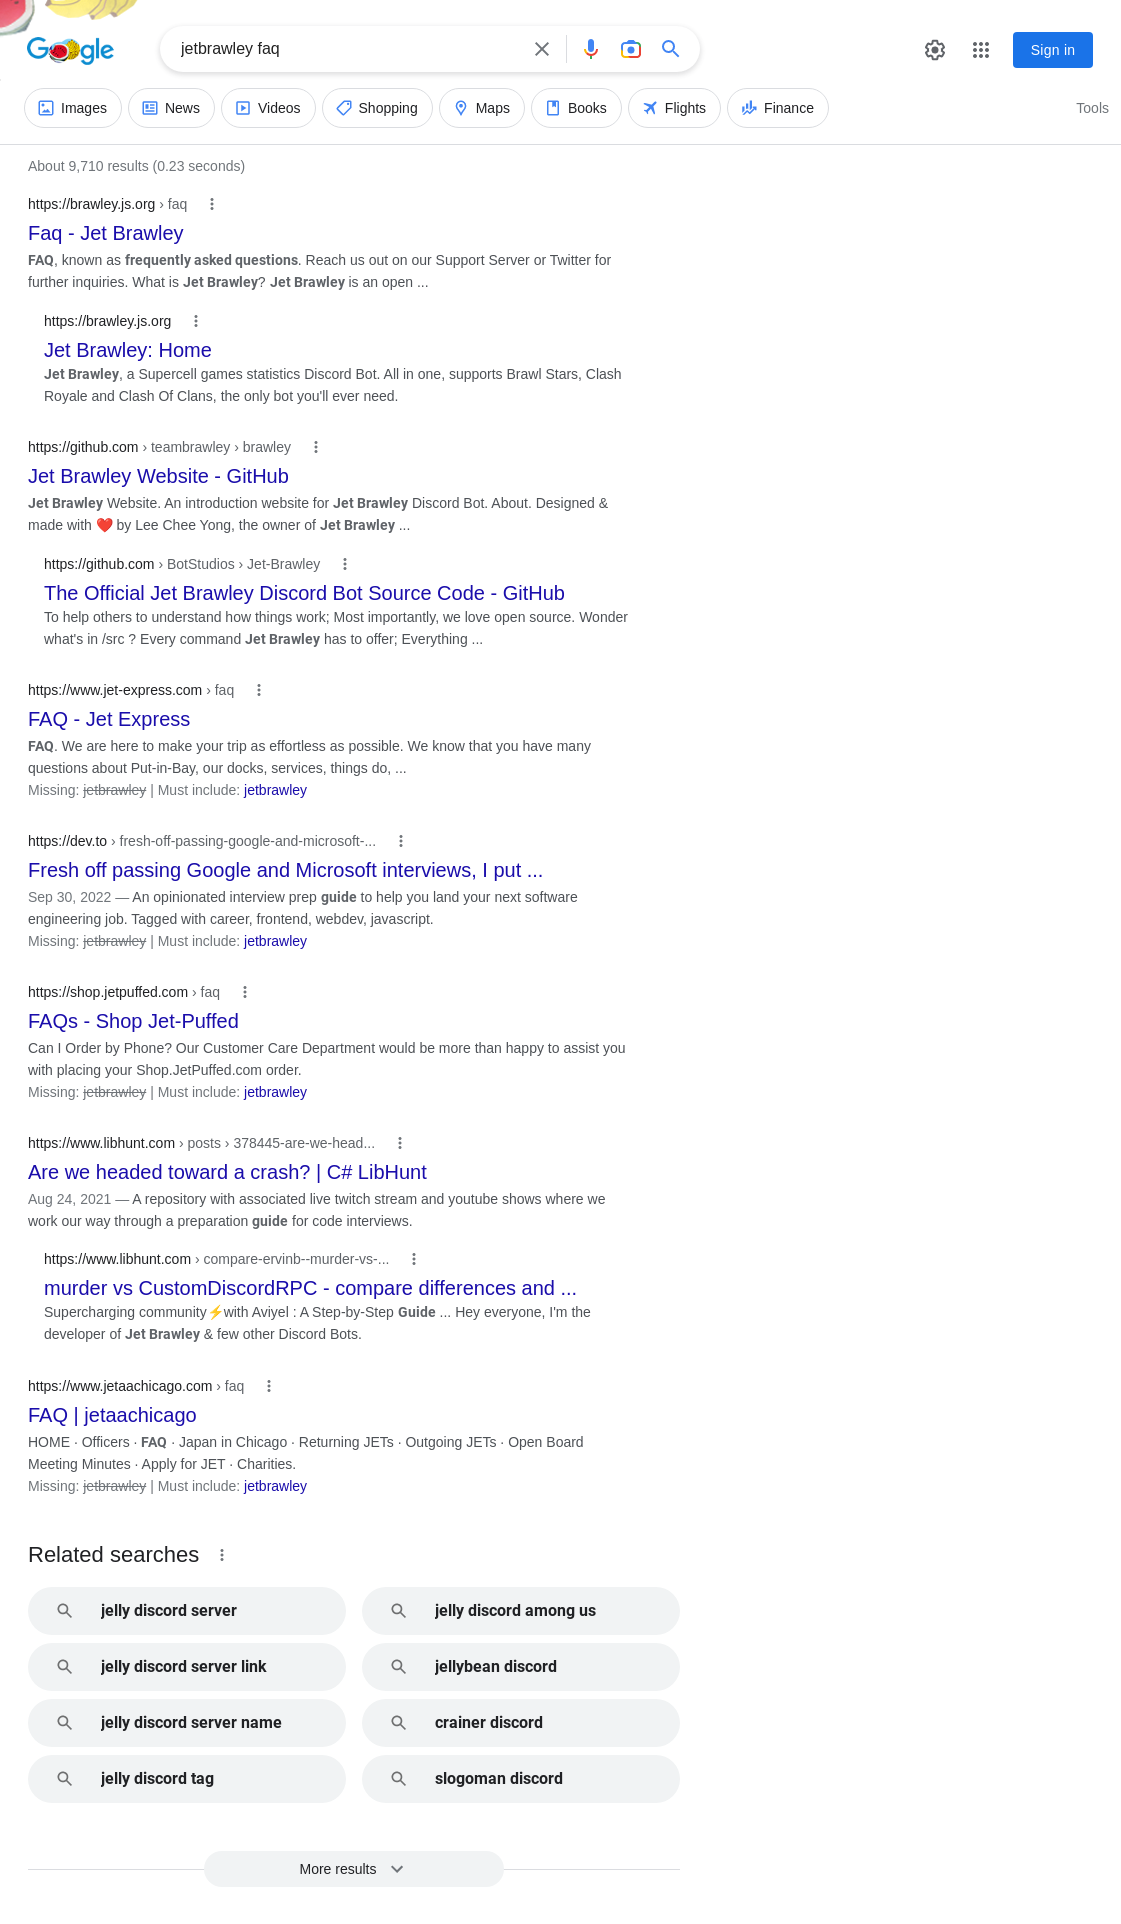 Google
jetbrawley faq
Sign in
Images
News
Videos
Shopping
Maps
Books
Flights
Finance
Tools
About 9,710 results (0.23 seconds)
https://brawley.js.org › faq
Faq - Jet Brawley
FAQ, known as frequently asked questions. Reach us out on our Support Server or Twitter for
further inquiries. What is Jet Brawley? Jet Brawley is an open ...
https://brawley.js.org
Jet Brawley: Home
Jet Brawley, a Supercell games statistics Discord Bot. All in one, supports Brawl Stars, Clash
Royale and Clash Of Clans, the only bot you'll ever need.
https://github.com › teambrawley › brawley
Jet Brawley Website - GitHub
Jet Brawley Website. An introduction website for Jet Brawley Discord Bot. About. Designed &
made with ❤️ by Lee Chee Yong, the owner of Jet Brawley ...
https://github.com › BotStudios › Jet-Brawley
The Official Jet Brawley Discord Bot Source Code - GitHub
To help others to understand how things work; Most importantly, we love open source. Wonder
what's in /src ? Every command Jet Brawley has to offer; Everything ...
https://www.jet-express.com › faq
FAQ - Jet Express
FAQ. We are here to make your trip as effortless as possible. We know that you have many
questions about Put-in-Bay, our docks, services, things do, ...
Missing: jetbrawley | Must include: jetbrawley
https://dev.to › fresh-off-passing-google-and-microsoft-...
Fresh off passing Google and Microsoft interviews, I put ...
Sep 30, 2022 — An opinionated interview prep guide to help you land your next software
engineering job. Tagged with career, frontend, webdev, javascript.
Missing: jetbrawley | Must include: jetbrawley
https://shop.jetpuffed.com › faq
FAQs - Shop Jet-Puffed
Can I Order by Phone? Our Customer Care Department would be more than happy to assist you
with placing your Shop.JetPuffed.com order.
Missing: jetbrawley | Must include: jetbrawley
https://www.libhunt.com › posts › 378445-are-we-head...
Are we headed toward a crash? | C# LibHunt
Aug 24, 2021 — A repository with associated live twitch stream and youtube shows where we
work our way through a preparation guide for code interviews.
https://www.libhunt.com › compare-ervinb--murder-vs-...
murder vs CustomDiscordRPC - compare differences and ...
Supercharging community⚡with Aviyel : A Step-by-Step Guide ... Hey everyone, I'm the
developer of Jet Brawley & few other Discord Bots.
https://www.jetaachicago.com › faq
FAQ | jetaachicago
HOME · Officers · FAQ · Japan in Chicago · Returning JETs · Outgoing JETs · Open Board
Meeting Minutes · Apply for JET · Charities.
Missing: jetbrawley | Must include: jetbrawley
Related searches
jelly discord server
jelly discord among us
jelly discord server link
jellybean discord
jelly discord server name
crainer discord
jelly discord tag
slogoman discord
More results